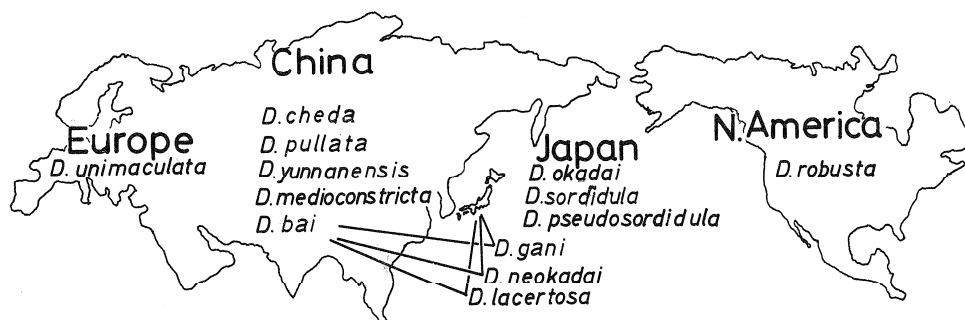 China
D. cheda
D. pullata
D. yunnanensis
D. medioconstricta
D. bai
Europe
D. unimaculata
Japan
D. okadai
D. sordidula
D. pseudosordidula
D. gani
D. neokadai
D. lacertosa
N. America
D. robusta